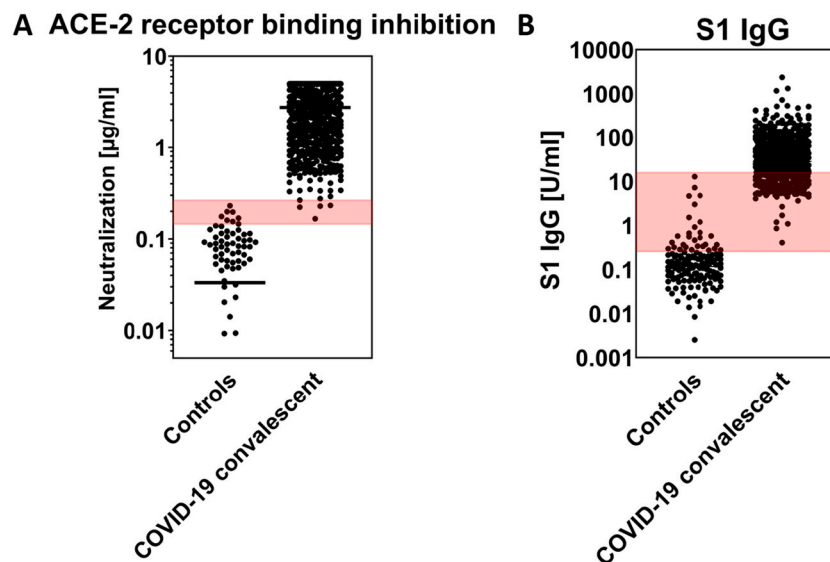 A ACE-2 receptor binding inhibition
Neutralization [µg/ml]
10
1
0.1
0.01
Controls
COVID-19 convalescent
B S1 IgG
S1 IgG [U/ml]
10000
1000
100
10
1
0.1
0.01
0.001
Controls
COVID-19 convalescent